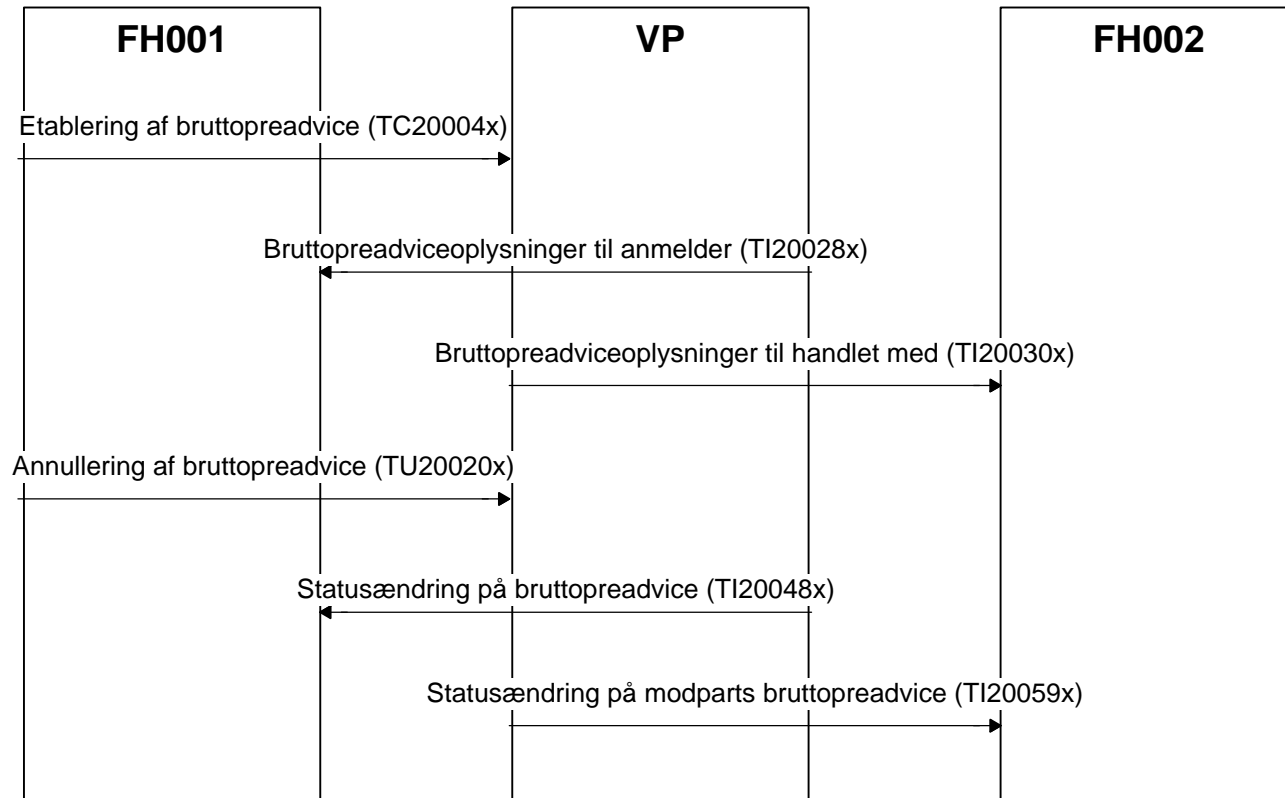 FH001
VP
FH002
Etablering af bruttopreadvice (TC20004x)
Bruttopreadviceoplysninger til anmelder (TI20028x)
Bruttopreadviceoplysninger til handlet med (TI20030x)
Annullering af bruttopreadvice (TU20020x)
Statusændring på bruttopreadvice (TI20048x)
Statusændring på modparts bruttopreadvice (TI20059x)